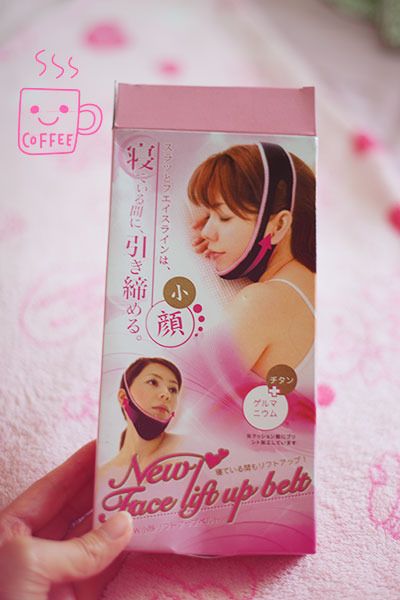 COFFEE
スラッとフェイスラインは、
寝ている間に、引き締める。
小
顔
チタン
+
ゲルマ
ニウム
New
寝ている間もリフトアップ！
Face lift up belt